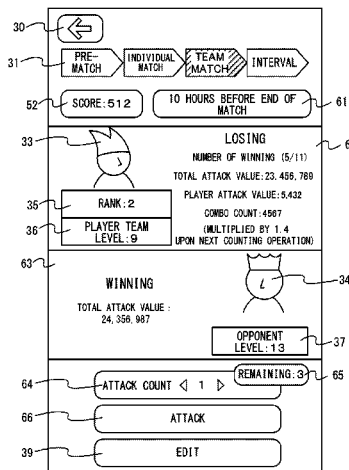 30
31
PRE-
MATCH
INDIVIDUAL
MATCH
TEAM
MATCH
INTERVAL
52
SCORE:512
10 HOURS BEFORE END OF
MATCH
61
33
LOSING
6
NUMBER OF WINNING (5/11)
TOTAL ATTACK VALUE:23,456,789
PLAYER ATTACK VALUE:5,432
COMBO COUNT:4567
(MULTIPLIED BY 1.4
UPON NEXT COUNTING OPERATION)
35
RANK:2
36
PLAYER TEAM
LEVEL:9
63
WINNING
TOTAL ATTACK VALUE :
24,356,987
34
OPPONENT
LEVEL:13
37
64
ATTACK COUNT ◁ 1 ▷
REMAINING:3
65
66
ATTACK
39
EDIT